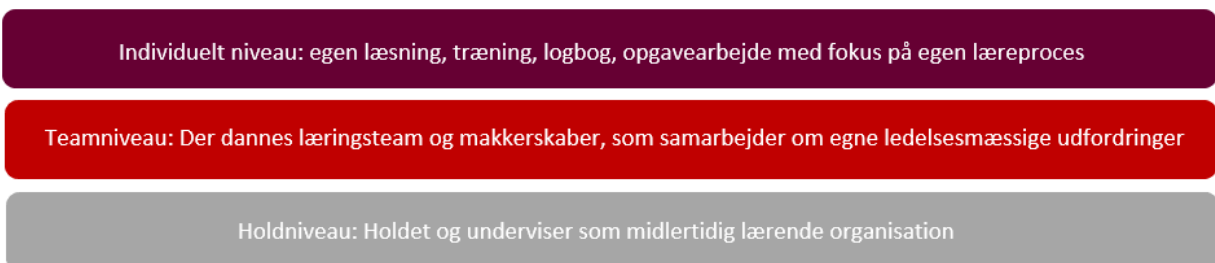 Individuelt niveau: egen læsning, træning, logbog, opgavearbejde med fokus på egen læreproces
Teamniveau: Der dannes læringsteam og makkerskaber, som samarbejder om egne ledelsesmæssige udfordringer
Holdniveau: Holdet og underviser som midlertidig lærende organisation